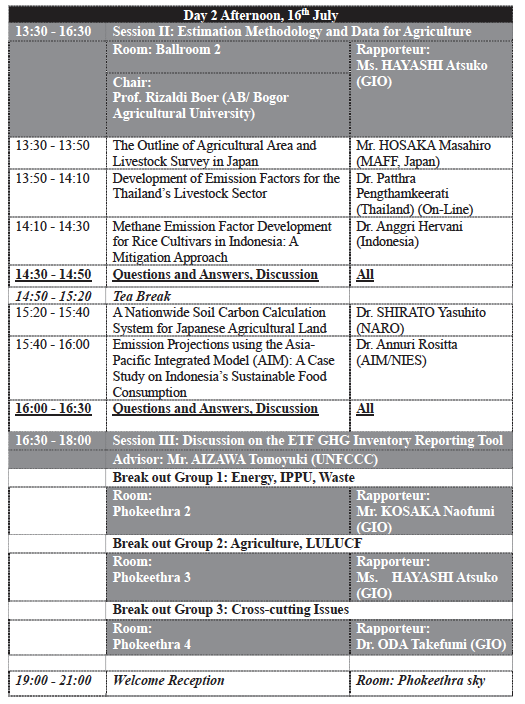 Day 2 Afternoon, 16th July
13:30 - 16:30 Session II: Estimation Methodology and Data for Agriculture
Room: Ballroom 2
Chair:
Prof. Rizaldi Boer (AB/ Bogor
Agricultural University)
Rapporteur:
Ms. HAYASHI Atsuko
(GIO)
13:30 - 13:50 The Outline of Agricultural Area and
Livestock Survey in Japan
Mr. HOSAKA Masahiro
(MAFF, Japan)
13:50 - 14:10 Development of Emission Factors for the
Thailand's Livestock Sector
Dr. Patthra
Pengthamkeerati
(Thailand) (On-Line)
14:10 - 14:30 Methane Emission Factor Development
for Rice Cultivars in Indonesia: A
Mitigation Approach
Dr. Anggri Hervani
(Indonesia)
14:30 - 14:50 Questions and Answers, Discussion All
14:50 - 15:20 Tea Break
15:20 - 15:40 A Nationwide Soil Carbon Calculation
System for Japanese Agricultural Land
Dr. SHIRATO Yasuhito
(NARO)
15:40 - 16:00 Emission Projections using the Asia-
Pacific Integrated Model (AIM): A Case
Study on Indonesia's Sustainable Food
Consumption
Dr. Annuri Rositta
(AIM/NIES)
16:00 - 16:30 Questions and Answers, Discussion All
16:30 - 18:00 Session III: Discussion on the ETF GHG Inventory Reporting Tool
Advisor: Mr. AIZAWA Tomoyuki (UNFCCC)
Break out Group 1: Energy, IPPU, Waste
Room:
Phokeethra 2
Rapporteur:
Mr. KOSAKA Naofumi
(GIO)
Break out Group 2: Agriculture, LULUCF
Room:
Phokeethra 3
Rapporteur:
Ms. HAYASHI Atsuko
(GIO)
Break out Group 3: Cross-cutting Issues
Room:
Phokeethra 4
Rapporteur:
Dr. ODA Takefumi (GIO)
19:00 - 21:00 Welcome Reception Room: Phokeethra sky